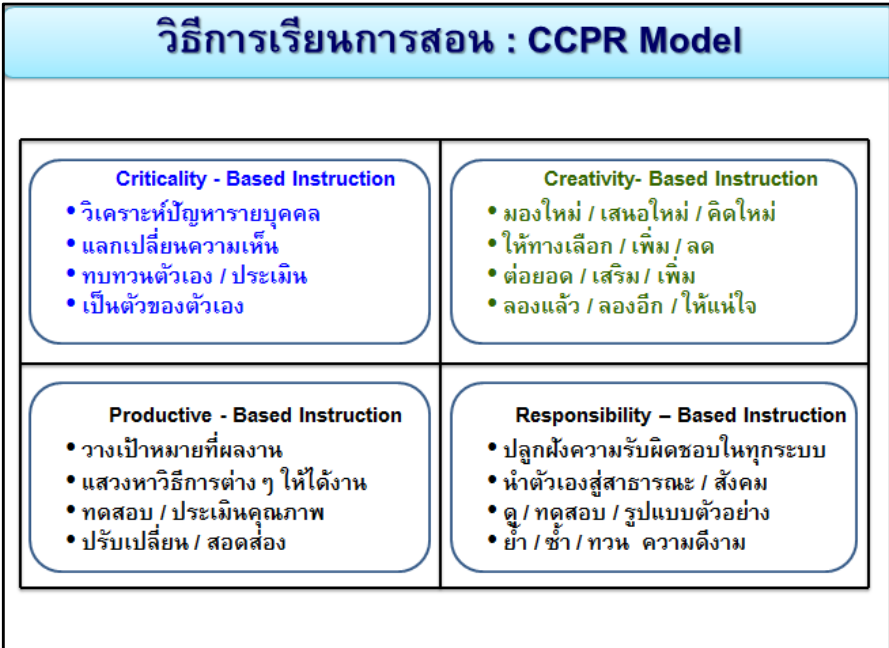 วิธีการเรียนการสอน : CCPR Model
Criticality - Based Instruction
• วิเคราะห์ปัญหารายบุคคล
• แลกเปลี่ยนความเห็น
• ทบทวนตัวเอง / ประเมิน
• เป็นตัวของตัวเอง
Creativity- Based Instruction
• มองใหม่ / เสนอใหม่ / คิดใหม่
• ให้ทางเลือก / เพิ่ม / ลด
• ต่อยอด / เสริม / เพิ่ม
• ลองแล้ว / ลองอีก / ให้แน่ใจ
Productive - Based Instruction
• วางเป้าหมายที่ผลงาน
• แสวงหาวิธีการต่าง ๆ ให้ได้งาน
• ทดสอบ / ประเมินคุณภาพ
• ปรับเปลี่ยน / สอดส่อง
Responsibility – Based Instruction
• ปลูกฝังความรับผิดชอบในทุกระบบ
• นำตัวเองสู่สาธารณะ / สังคม
• ดู / ทดสอบ / รูปแบบตัวอย่าง
• ย้ำ / ซ้ำ / ทวน ความดีงาม